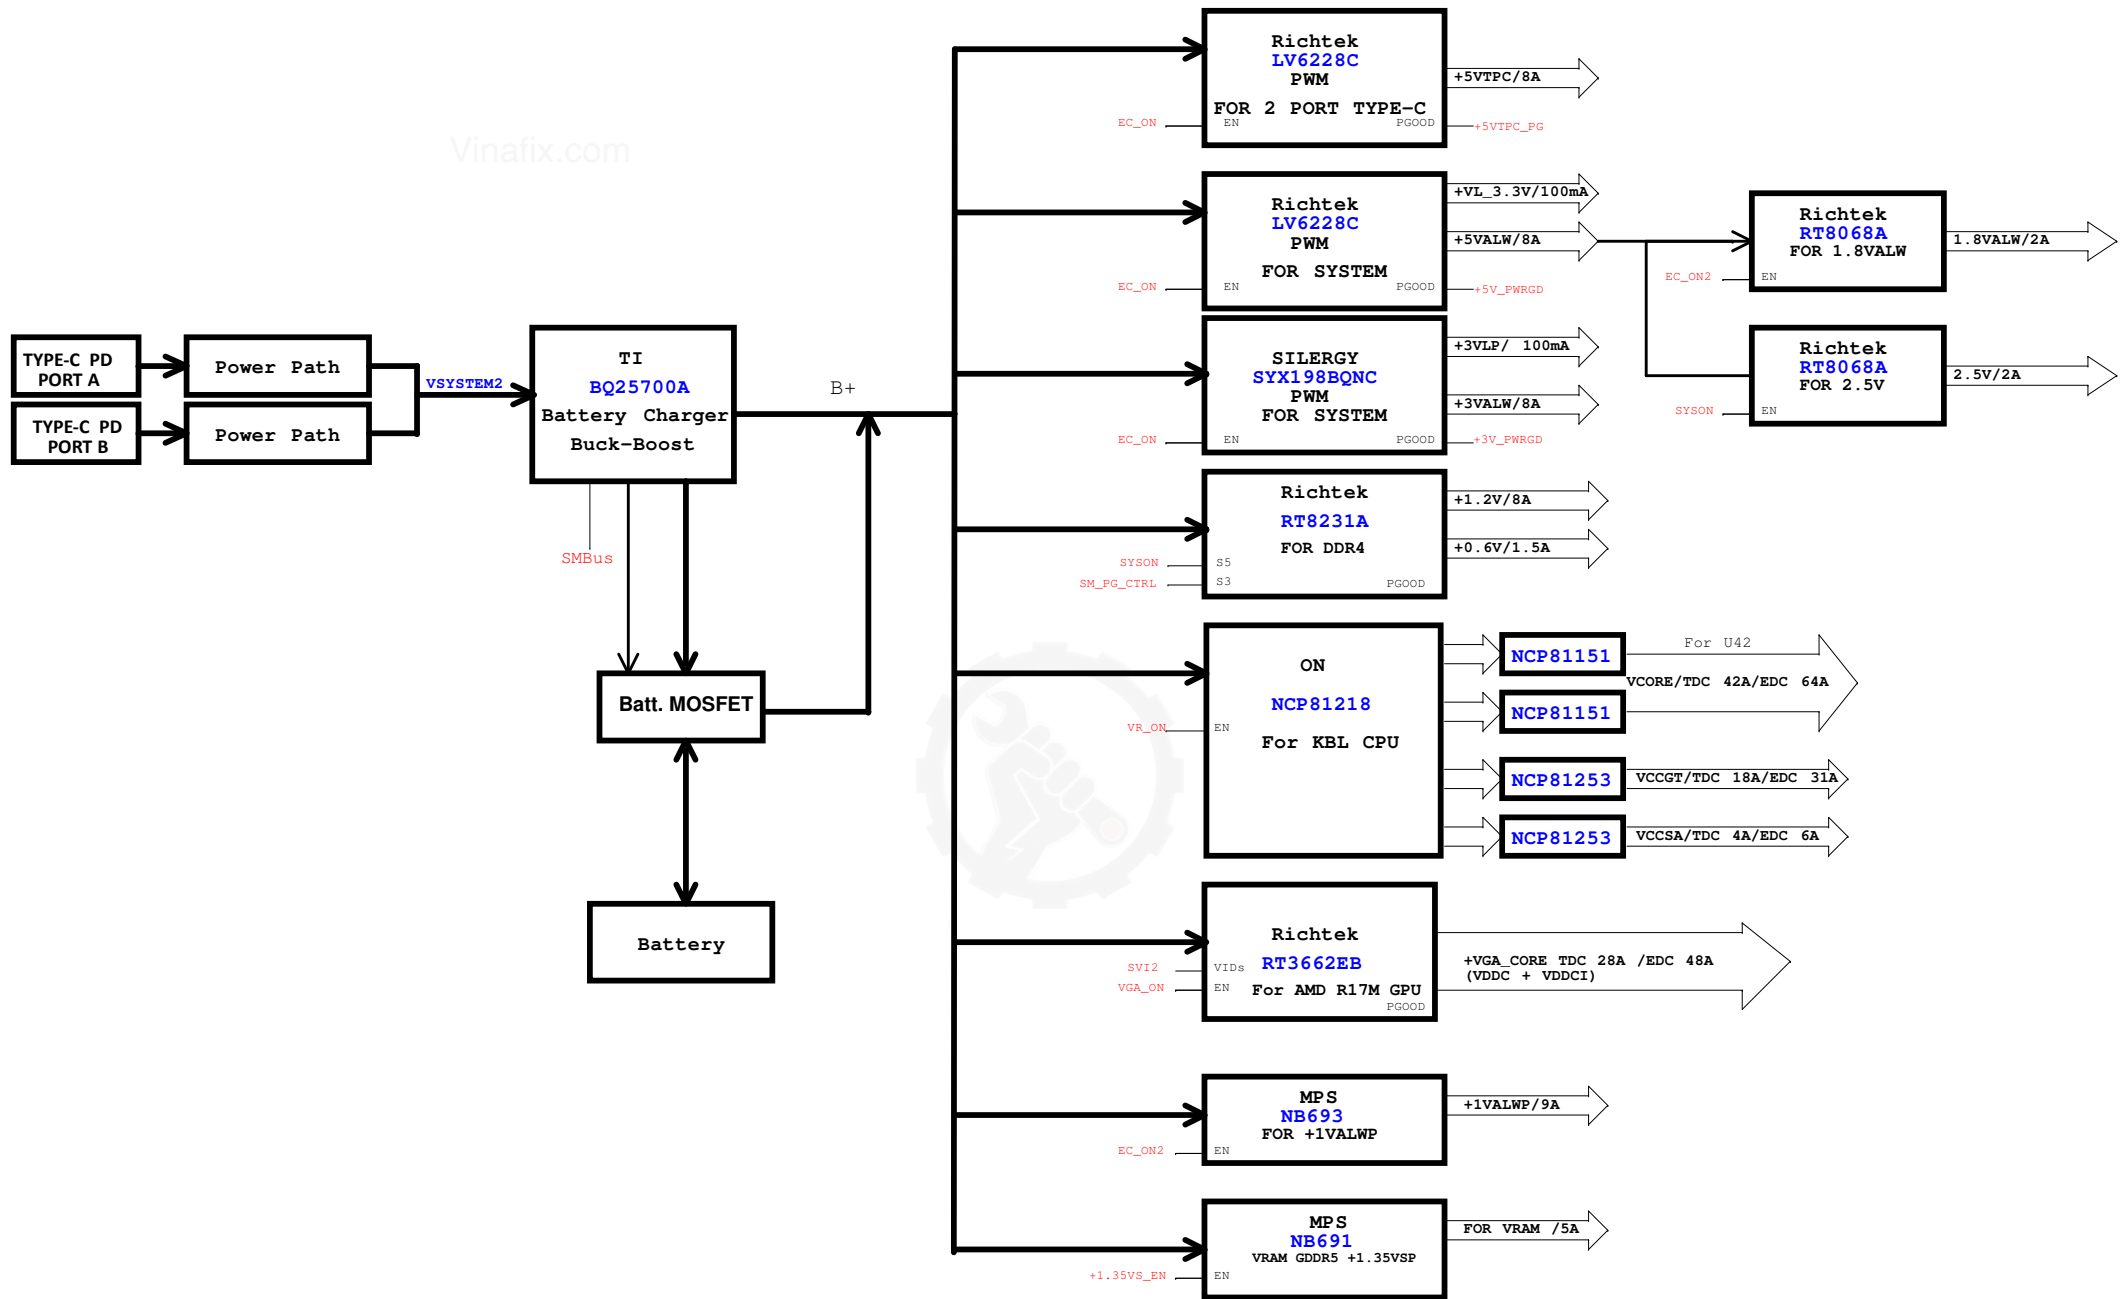 Vinafix.com
TYPE-C PD
PORT A
Power Path
TYPE-C PD
PORT B
Power Path
VSYSTEM2
TI
BQ25700A
Battery Charger
Buck-Boost
SMBus
B+
Batt. MOSFET
Battery
Richtek
LV6228C
PWM
FOR 2 PORT TYPE-C
EC_ON
EN
PGOOD
+5VTPC/8A
+5VTPC_PG
Richtek
LV6228C
PWM
FOR SYSTEM
EC_ON
EN
PGOOD
+VL_3.3V/100mA
+5VALW/8A
+5V_PWRGD
Richtek
RT8068A
FOR 1.8VALW
EC_ON2
EN
1.8VALW/2A
Richtek
RT8068A
FOR 2.5V
SYSON
EN
2.5V/2A
SILERGY
SYX198BQNC
PWM
FOR SYSTEM
EC_ON
EN
PGOOD
+3VLP/ 100mA
+3VALW/8A
+3V_PWRGD
Richtek
RT8231A
FOR DDR4
SYSON
S5
SM_PG_CTRL
S3
PGOOD
+1.2V/8A
+0.6V/1.5A
ON
NCP81218
For KBL CPU
VR_ON
EN
NCP81151
For U42
VCORE/TDC 42A/EDC 64A
NCP81151
NCP81253
VCCGT/TDC 18A/EDC 31A
NCP81253
VCCSA/TDC 4A/EDC 6A
Richtek
RT3662EB
For AMD R17M GPU
SVI2
VIDs
VGA_ON
EN
PGOOD
+VGA_CORE TDC 28A /EDC 48A
(VDDC + VDDCI)
MPS
NB693
FOR +1VALWP
EC_ON2
EN
+1VALWP/9A
MPS
NB691
VRAM GDDR5 +1.35VSP
+1.35VS_EN
EN
FOR VRAM /5A